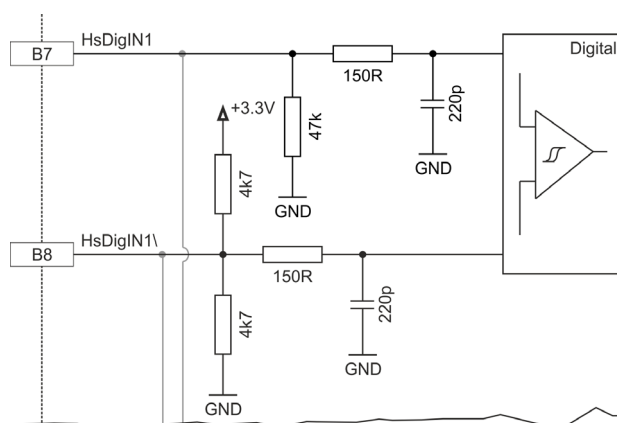 HsDigIN1
Digital
B7
150R
+3.3V
47k
220p
4k7
GND
GND
HsDigIN1\
B8
150R
4k7
220p
GND
GND